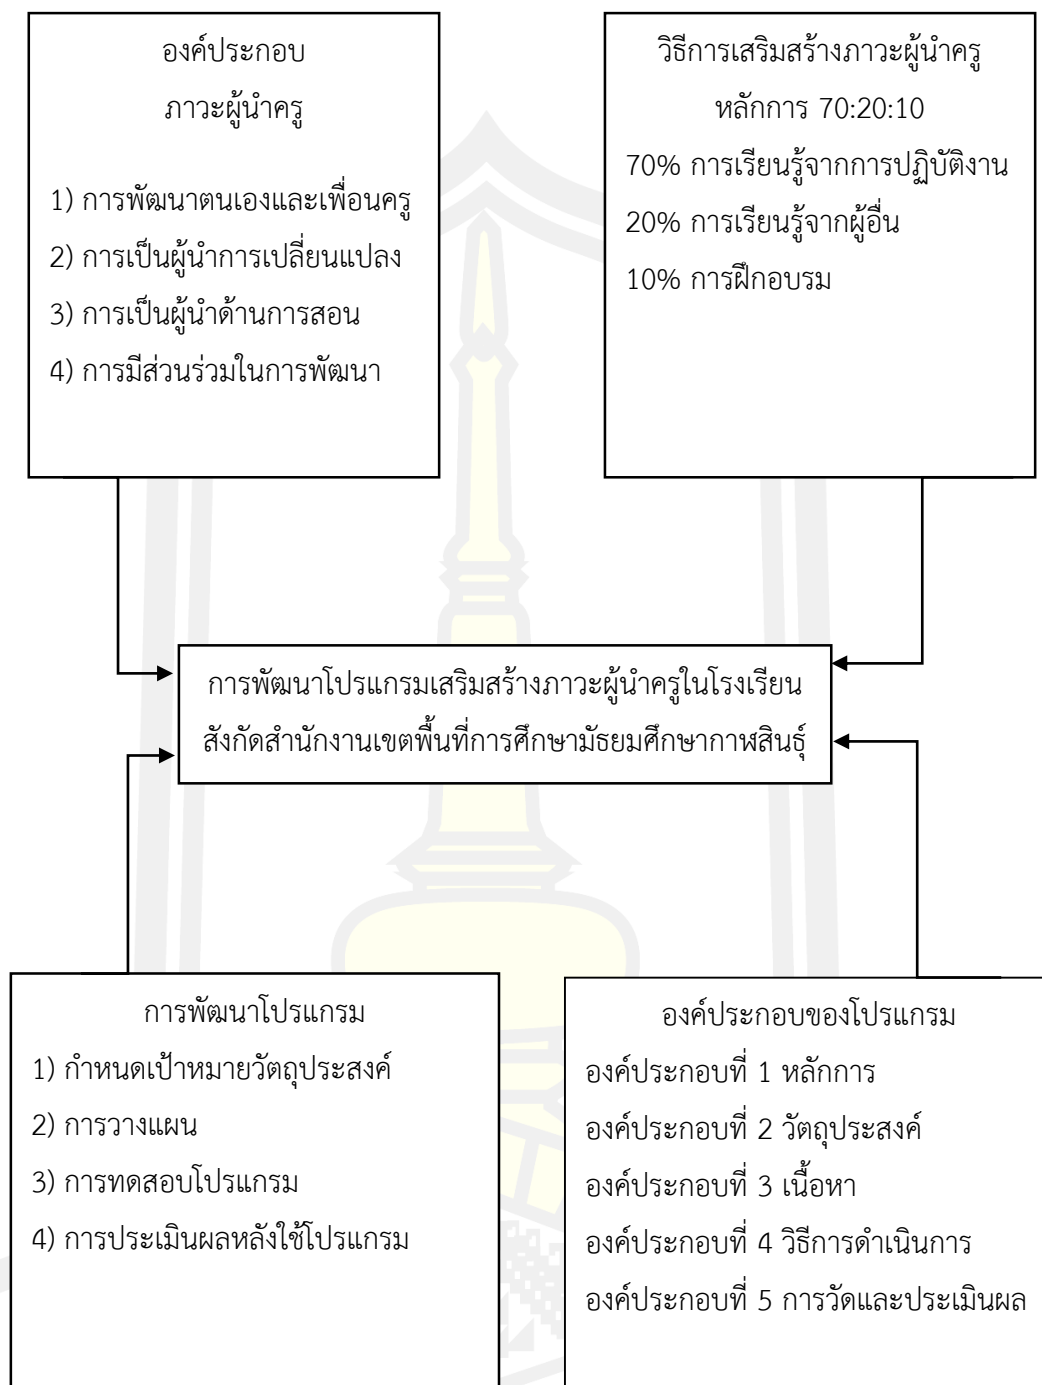 องค์ประกอบ
ภาวะผู้นำครู
1) การพัฒนาตนเองและเพื่อนครู
2) การเป็นผู้นำการเปลี่ยนแปลง
3) การเป็นผู้นำด้านการสอน
4) การมีส่วนร่วมในการพัฒนา
วิธีการเสริมสร้างภาวะผู้นำครู
หลักการ 70:20:10
70% การเรียนรู้จากการปฏิบัติงาน
20% การเรียนรู้จากผู้อื่น
10% การฝึกอบรม
การพัฒนาโปรแกรมเสริมสร้างภาวะผู้นำครูในโรงเรียน
สังกัดสำนักงานเขตพื้นที่การศึกษามัธยมศึกษากาฬสินธุ์
การพัฒนาโปรแกรม
1) กำหนดเป้าหมายวัตถุประสงค์
2) การวางแผน
3) การทดสอบโปรแกรม
4) การประเมินผลหลังใช้โปรแกรม
องค์ประกอบของโปรแกรม
องค์ประกอบที่ 1 หลักการ
องค์ประกอบที่ 2 วัตถุประสงค์
องค์ประกอบที่ 3 เนื้อหา
องค์ประกอบที่ 4 วิธีการดำเนินการ
องค์ประกอบที่ 5 การวัดและประเมินผล